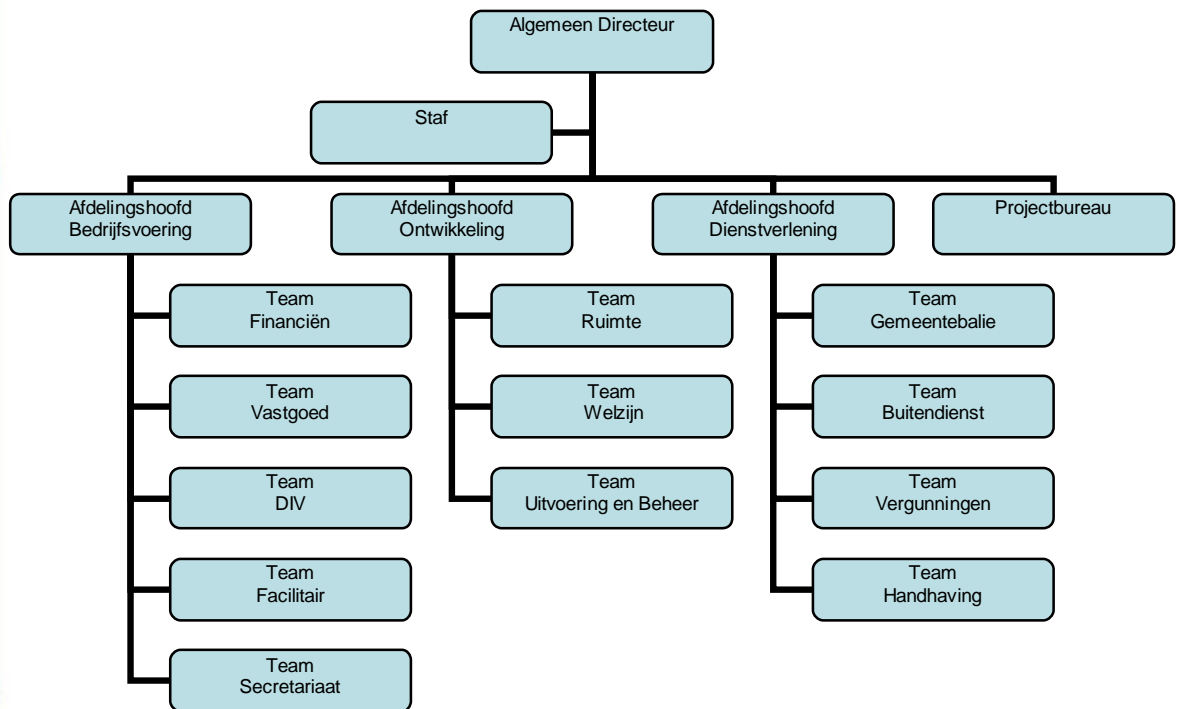 Algemeen Directeur
Staf
Afdelingshoofd
Bedrijfsvoering
Afdelingshoofd
Ontwikkeling
Afdelingshoofd
Dienstverlening
Projectbureau
Team
Financiën
Team
Vastgoed
Team
DIV
Team
Facilitair
Team
Secretariaat
Team
Ruimte
Team
Welzijn
Team
Uitvoering en Beheer
Team
Gemeentebalie
Team
Buitendienst
Team
Vergunningen
Team
Handhaving